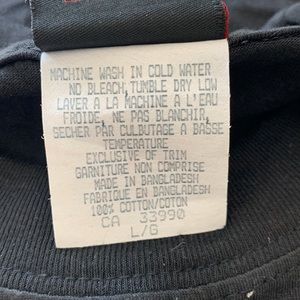 MACHINE WASH IN COLD WATER
NO BLEACH, TUMBLE DRY LOW
LAVER A LA MACHINE A L'EAU
FROIDE, NE PAS BLANCHIR,
SECHER PAR CULBUTAGE A BASSE
TEMPERATURE
EXCLUSIVE OF TRIM
GARNITURE NON COMPRISE
MADE IN BANGLADESH
FABRIQUE EN BANGLADESH
100% COTTON/COTON
CA 33990
L/G